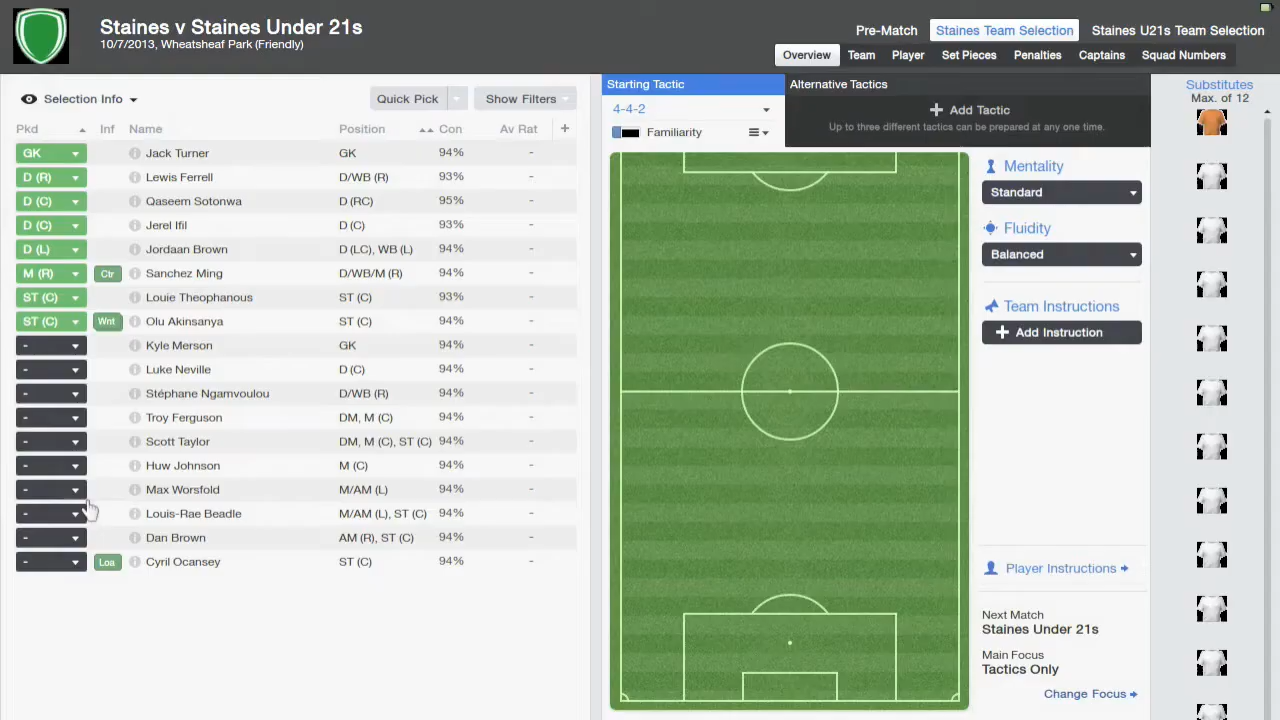 Staines v Staines Under 21s
10/7/2013, Wheatsheaf Park (Friendly)
Pre-Match Staines Team Selection Staines U21s Team Selection
Overview Team Player Set Pieces Penalties Captains Squad Numbers
Selection Info Quick Pick Show Filters
Pkd Inf Name Position Con Av Rat +
GK Jack Turner GK 94% -
D (R) Lewis Ferrell D/WB (R) 93% -
D (C) Qaseem Sotonwa D (RC) 95% -
D (C) Jerel Ifil D (C) 93% -
D (L) Jordaan Brown D (LC), WB (L) 94% -
M (R) Ctr Sanchez Ming D/WB/M (R) 94% -
ST (C) Louie Theophanous ST (C) 93% -
ST (C) Wnt Olu Akinsanya ST (C) 94% -
- Kyle Merson GK 94% -
- Luke Neville D (C) 94% -
- Stéphane Ngamvoulou D/WB (R) 94% -
- Troy Ferguson DM, M (C) 94% -
- Scott Taylor DM, M (C), ST (C) 94% -
- Huw Johnson M (C) 94% -
- Max Worsfold M/AM (L) 94% -
- Louis-Rae Beadle M/AM (L), ST (C) 94% -
- Dan Brown AM (R), ST (C) 94% -
- Loa Cyril Ocansey ST (C) 94% -
Starting Tactic
4-4-2
Familiarity
Alternative Tactics
Add Tactic
Up to three different tactics can be prepared at any one time.
Mentality
Standard
Fluidity
Balanced
Team Instructions
Add Instruction
Player Instructions
Next Match
Staines Under 21s
Main Focus
Tactics Only
Change Focus
Substitutes
Max. of 12